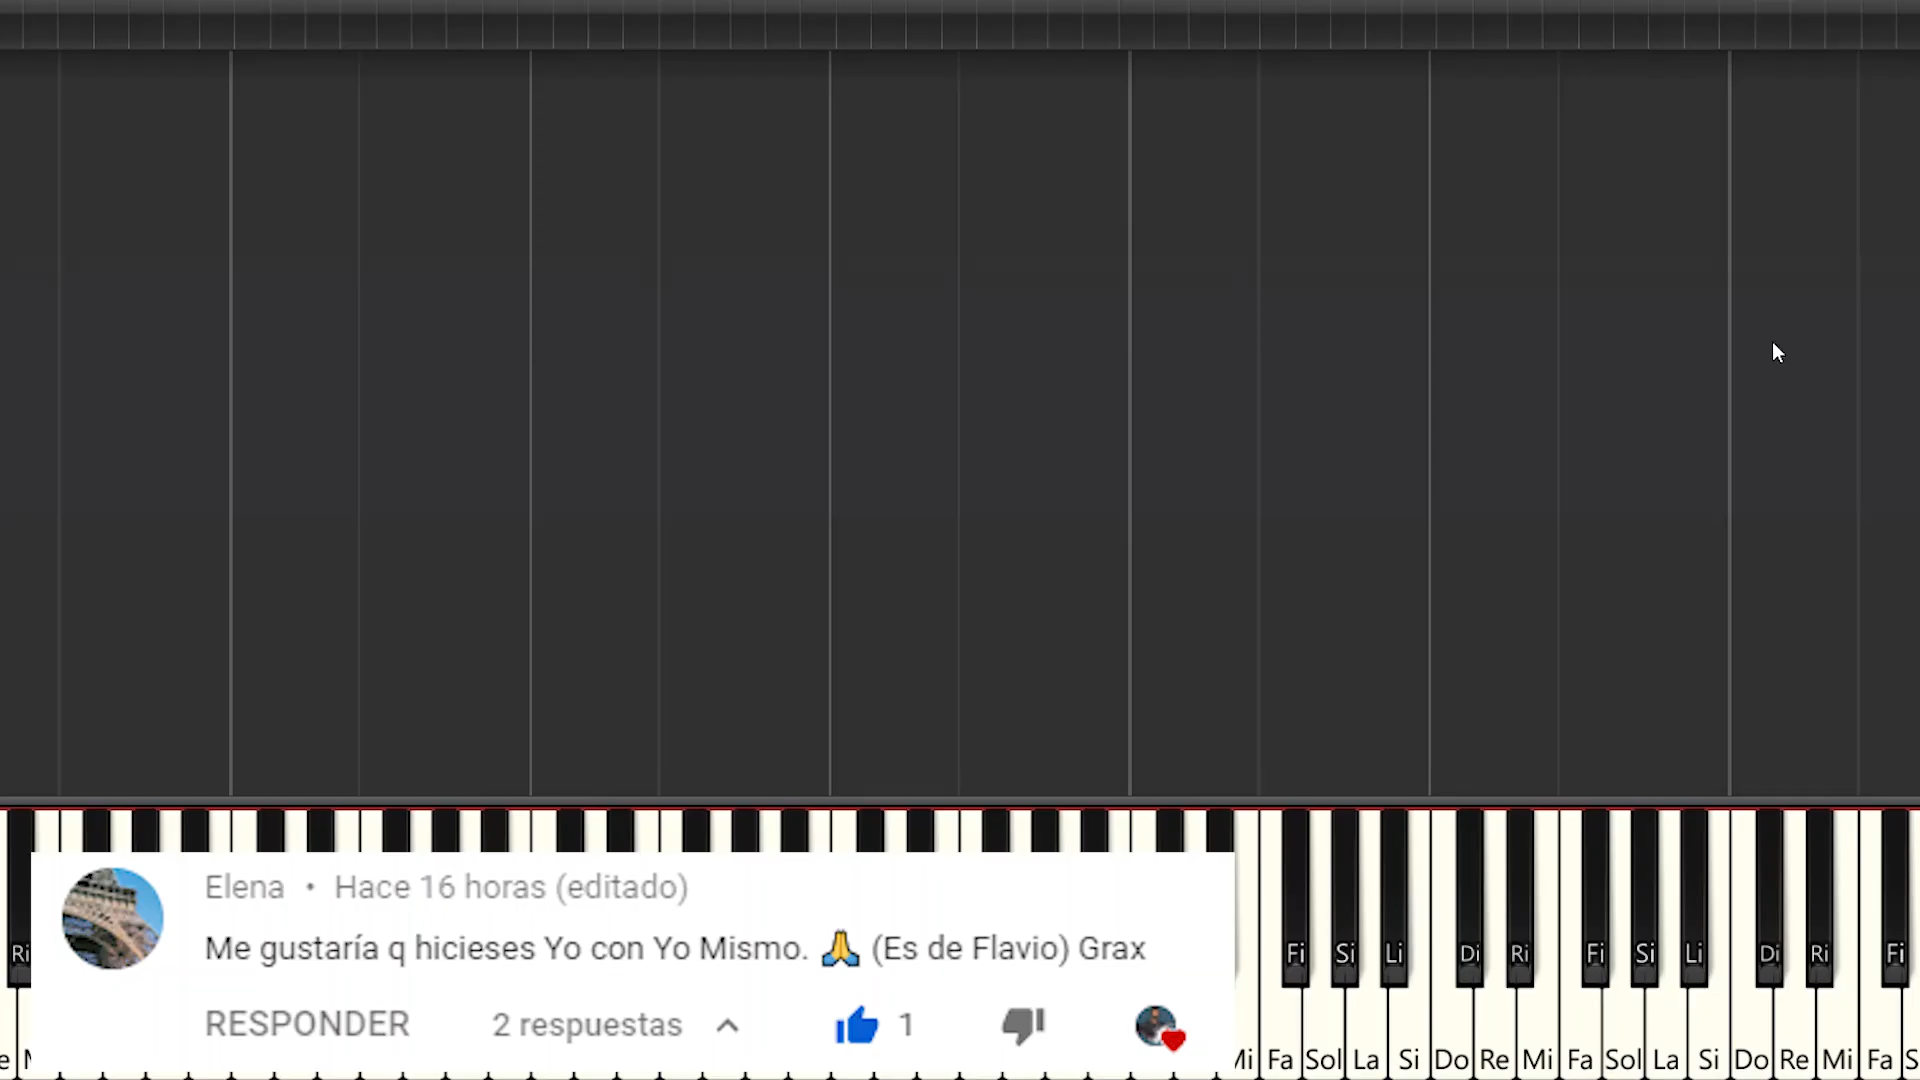 Elena • Hace 16 horas (editado)
Me gustaría q hicieses Yo con Yo Mismo. 🙏 (Es de Flavio) Grax
RESPONDER 2 respuestas 1
Ri Fi Si Li Di Ri Fi Si Li Di Ri Fi
Mi Fa Sol La Si Do Re Mi Fa Sol La Si Do Re Mi Fa